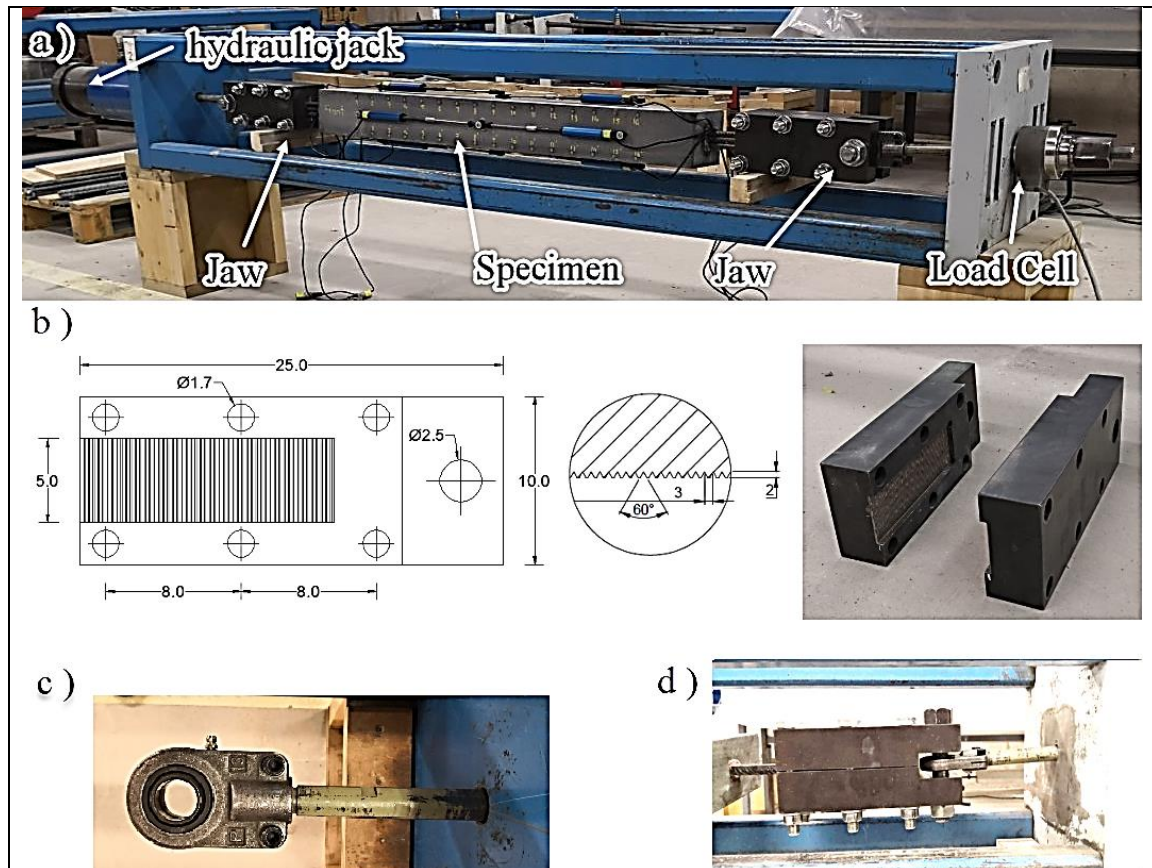 a )
hydraulic jack
Jaw
Specimen
Jaw
Load Cell
b )
25.0
Ø1.7
Ø2.5
5.0
10.0
8.0
8.0
3
2
60°
c )
d )